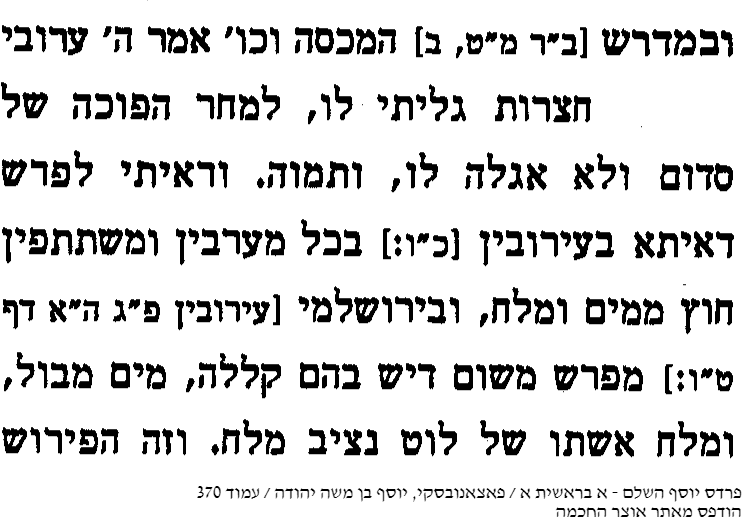 ובמדרש [ב״ר מ״ט, ב] המכסה וכו׳ אמר ה׳ ערובי
חצרות גליתי לו, למחר הפוכה של
סדום ולא אגלה לו, ותמוה. וראיתי לפרש
דאיתא בעירובין [כ״ו:] בכל מערבין ומשתתפין
חוץ ממים ומלח, ובירושלמי [עירובין פ״ג ה״א דף
ט״ו:] מפרש משום דיש בהם קללה, מים מבול,
ומלח אשתו של לוט נציב מלח. וזה הפירוש
פרדס יוסף השלם - א בראשית א / פאצאנובסקי, יוסף בן משה יהודה / עמוד 370
הודפס מאתר אוצר החכמה